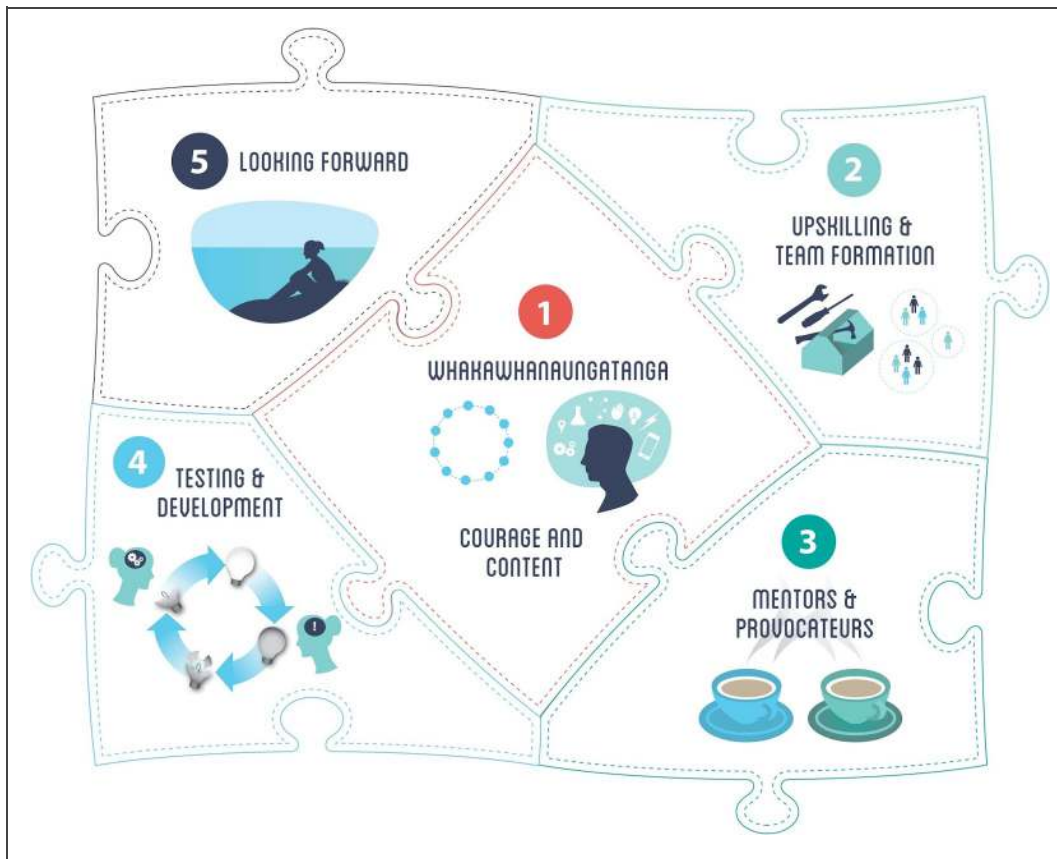 1
WHAKAWHANAUNGATANGA
COURAGE AND
CONTENT
2
UPSKILLING &
TEAM FORMATION
3
MENTORS &
PROVOCATEURS
4
TESTING &
DEVELOPMENT
!
5
LOOKING FORWARD